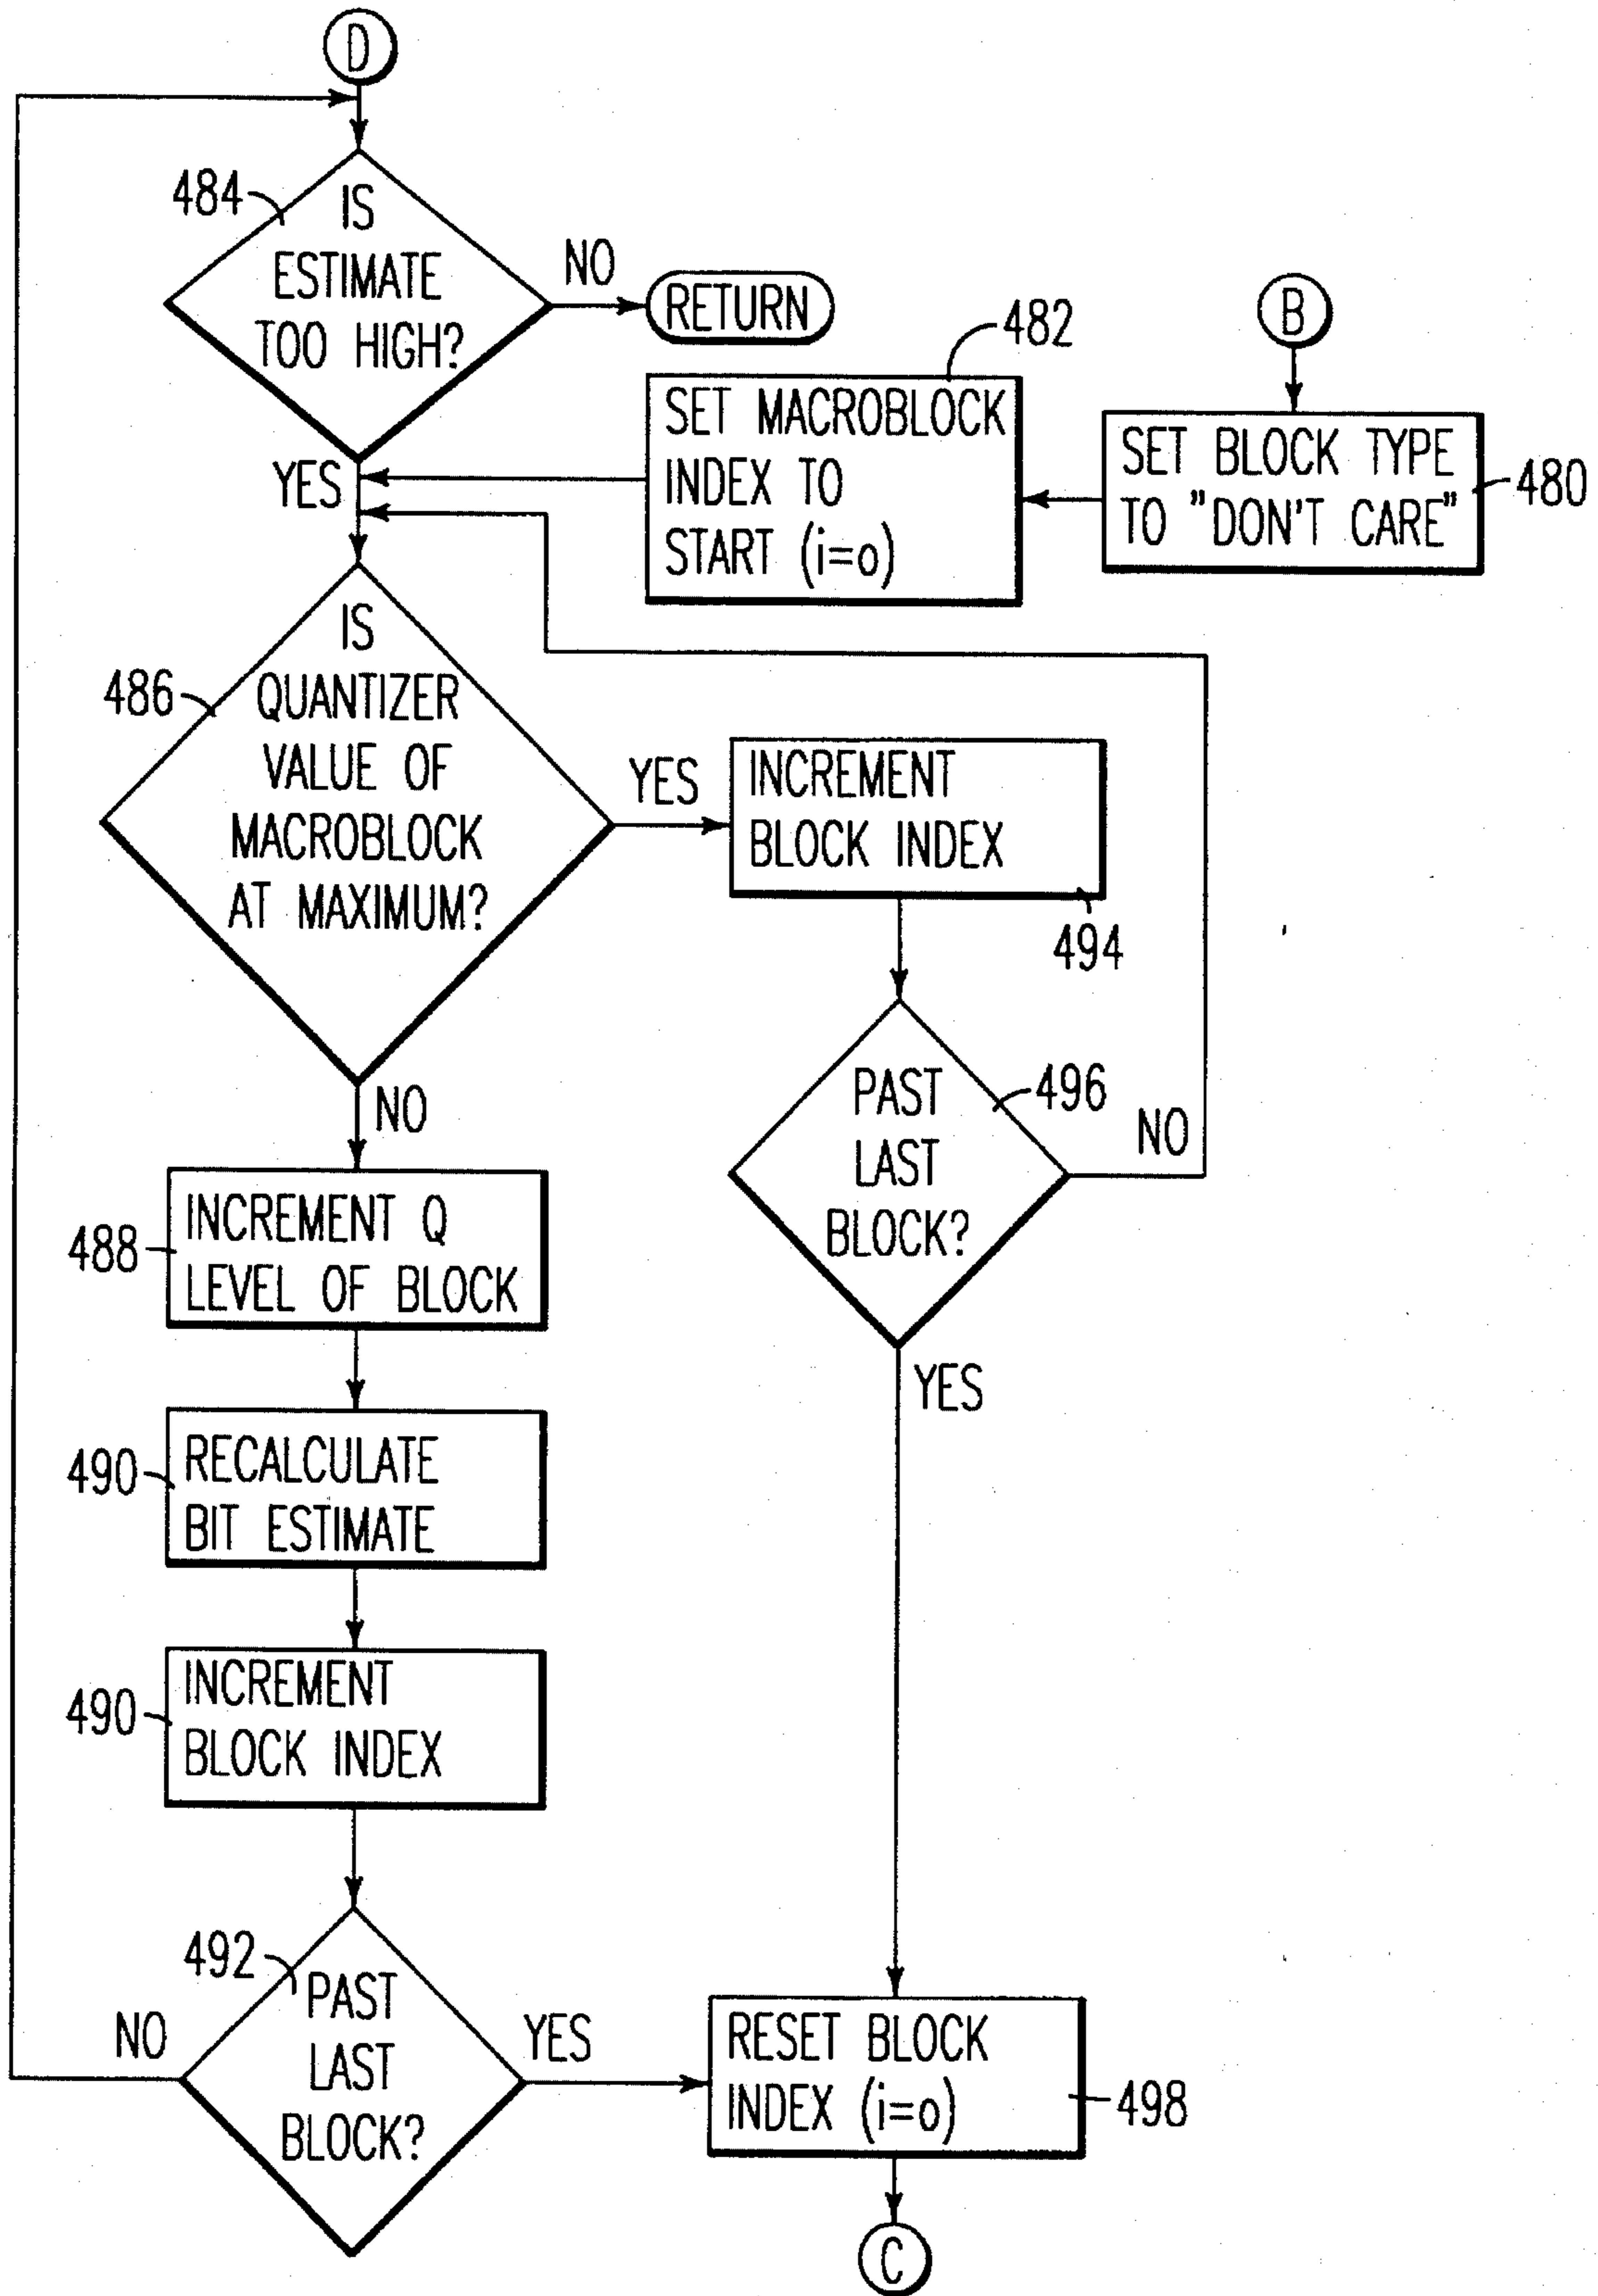 D
484
IS
ESTIMATE
TOO HIGH?
NO
RETURN
YES
482
SET MACROBLOCK
INDEX TO
START (i=o)
B
SET BLOCK TYPE
TO "DON'T CARE"
480
486
IS
QUANTIZER
VALUE OF
MACROBLOCK
AT MAXIMUM?
YES
INCREMENT
BLOCK INDEX
494
NO
PAST
LAST
BLOCK?
496
NO
YES
488
INCREMENT Q
LEVEL OF BLOCK
490
RECALCULATE
BIT ESTIMATE
490
INCREMENT
BLOCK INDEX
492
PAST
LAST
BLOCK?
NO
YES
RESET BLOCK
INDEX (i=o)
498
C